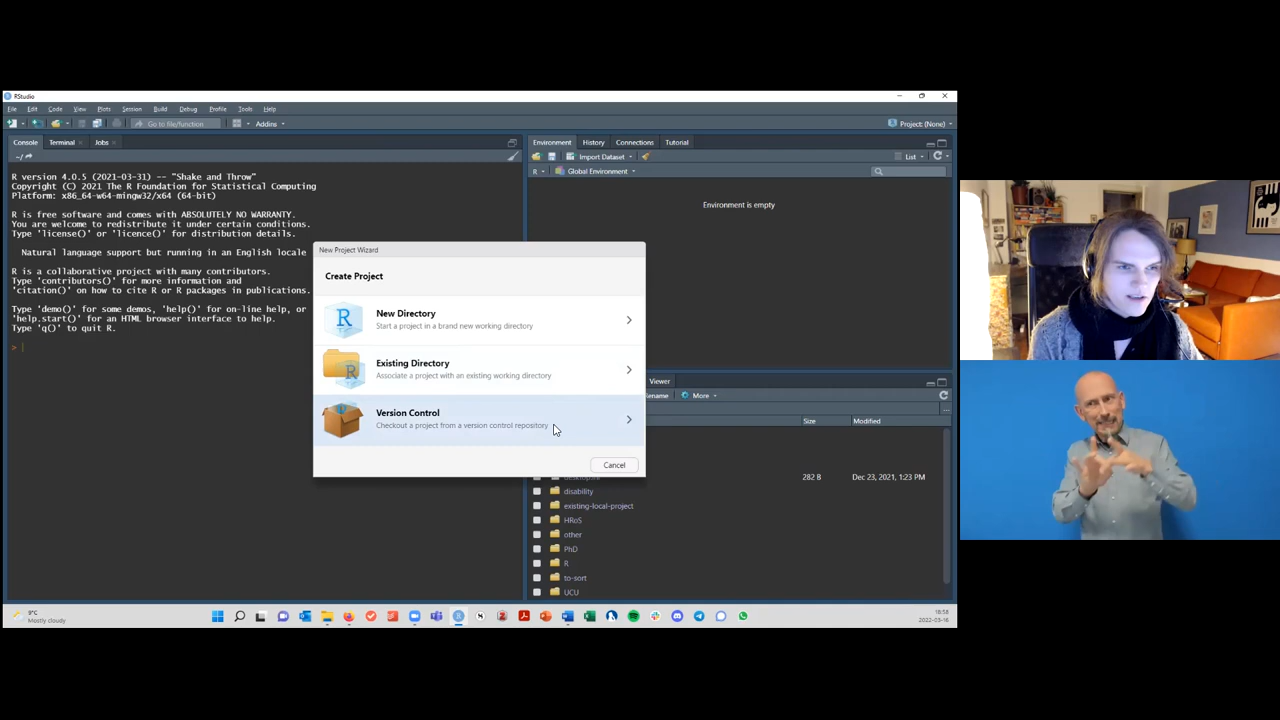 RStudio
File Edit Code View Plots Session Build Debug Profile Tools Help
Go to file/function
Addins
Project: (None)
Console Terminal Jobs
~/
R version 4.0.5 (2021-03-31) -- "Shake and Throw"
Copyright (C) 2021 The R Foundation for Statistical Computing
Platform: x86_64-w64-mingw32/x64 (64-bit)
R is free software and comes with ABSOLUTELY NO WARRANTY.
You are welcome to redistribute it under certain conditions.
Type 'license()' or 'licence()' for distribution details.
Natural language support but running in an English locale
R is a collaborative project with many contributors.
Type 'contributors()' for more information and
'citation()' on how to cite R or R packages in publications.
Type 'demo()' for some demos, 'help()' for on-line help, or
'help.start()' for an HTML browser interface to help.
Type 'q()' to quit R.
>
Environment History Connections Tutorial
Import Dataset
List
R Global Environment
Environment is empty
New Project Wizard
Create Project
New Directory
Start a project in a brand new working directory
Existing Directory
Associate a project with an existing working directory
Version Control
Checkout a project from a version control repository
Cancel
Viewer
More
Size Modified
282 B Dec 23, 2021, 1:23 PM
disability
existing-local-project
HRoS
other
PhD
R
to-sort
UCU
9°C
Mostly cloudy
18:58
2022-03-16